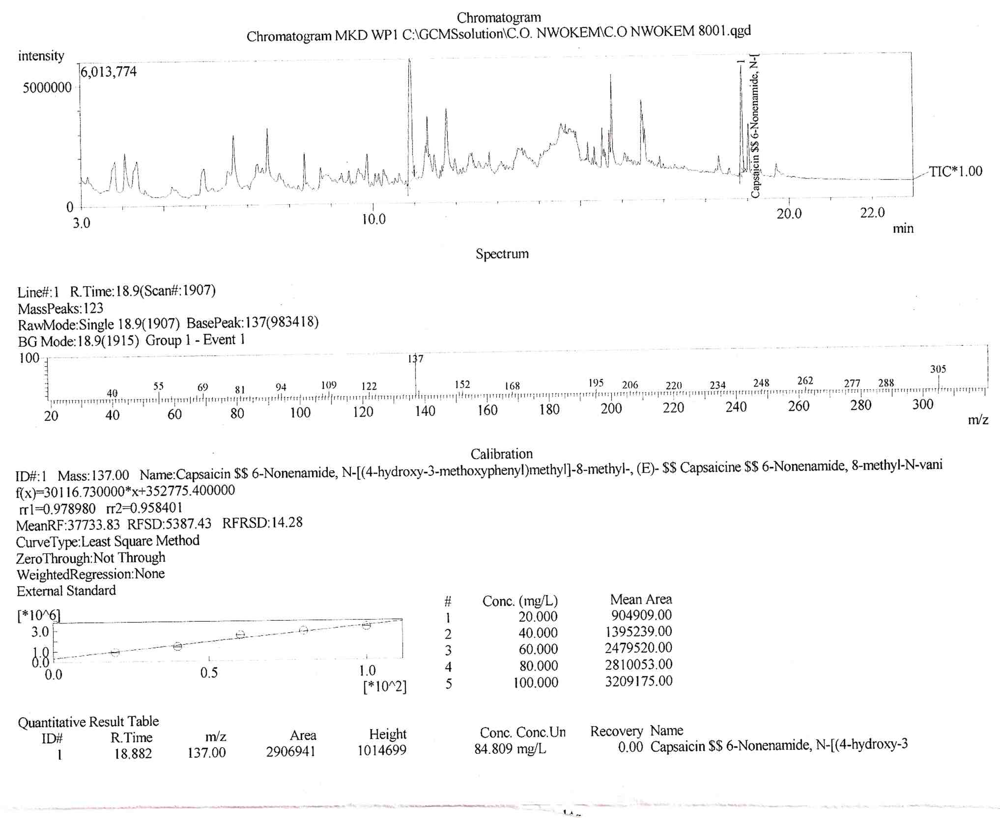 Chromatogram
Chromatogram MKD WP1 C:\GCMSsolution\C.O. NWOKEM\C.O NWOKEM 8001.qgd
intensity
6,013,774
5000000
0
3.0 10.0 20.0 22.0
min
TIC*1.00
1
Capsaicin $$ 6-Nonenamide, N-[
Spectrum
Line#:1 R.Time:18.9(Scan#:1907)
MassPeaks:123
RawMode:Single 18.9(1907) BasePeak:137(983418)
BG Mode:18.9(1915) Group 1 - Event 1
100
137
40 55 69 81 94 109 122 152 168 195 206 220 234 248 262 277 288 305
20 40 60 80 100 120 140 160 180 200 220 240 260 280 300
m/z
Calibration
ID#:1 Mass:137.00 Name:Capsaicin $$ 6-Nonenamide, N-[(4-hydroxy-3-methoxyphenyl)methyl]-8-methyl-, (E)- $$ Capsaicine $$ 6-Nonenamide, 8-methyl-N-vani
f(x)=30116.730000*x+352775.400000
rr1=0.978980 rr2=0.958401
MeanRF:37733.83 RFSD:5387.43 RFRSD:14.28
CurveType:Least Square Method
ZeroThrough:Not Through
WeightedRegression:None
External Standard
[*10^6]
3.0
1.0
0.0
0.0 0.5 1.0
[*10^2]
# Conc. (mg/L) Mean Area
1 20.000 904909.00
2 40.000 1395239.00
3 60.000 2479520.00
4 80.000 2810053.00
5 100.000 3209175.00
Quantitative Result Table
ID# R.Time m/z Area Height Conc. Conc.Un Recovery Name
1 18.882 137.00 2906941 1014699 84.809 mg/L 0.00 Capsaicin $$ 6-Nonenamide, N-[(4-hydroxy-3